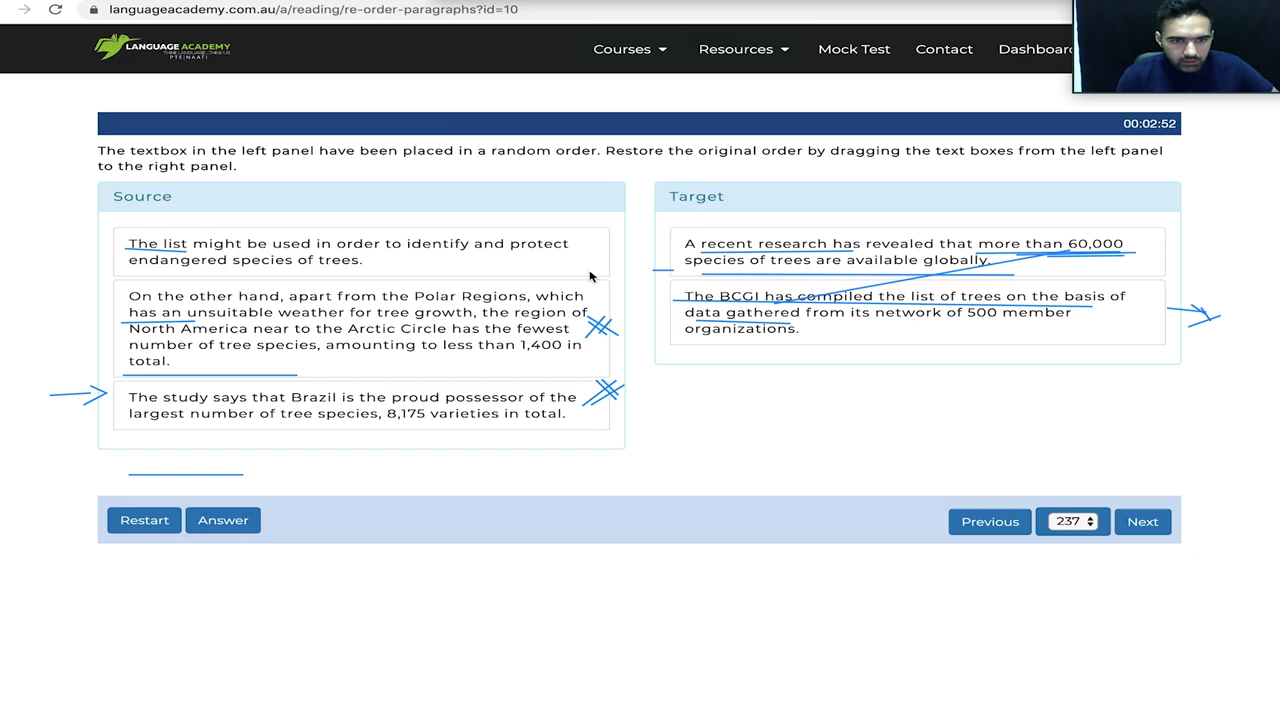 languageacademy.com.au/a/reading/re-order-paragraphs?id=10
LANGUAGE ACADEMY
THINK LANGUAGE - THINK US
PTE|NAATI
Courses
Resources
Mock Test
Contact
Dashboard
00:02:52
The textbox in the left panel have been placed in a random order. Restore the original order by dragging the text boxes from the left panel
to the right panel.
Source
The list might be used in order to identify and protect
endangered species of trees.
On the other hand, apart from the Polar Regions, which
has an unsuitable weather for tree growth, the region of
North America near to the Arctic Circle has the fewest
number of tree species, amounting to less than 1,400 in
total.
The study says that Brazil is the proud possessor of the
largest number of tree species, 8,175 varieties in total.
Target
A recent research has revealed that more than 60,000
species of trees are available globally.
The BCGI has compiled the list of trees on the basis of
data gathered from its network of 500 member
organizations.
Restart
Answer
Previous
237
Next